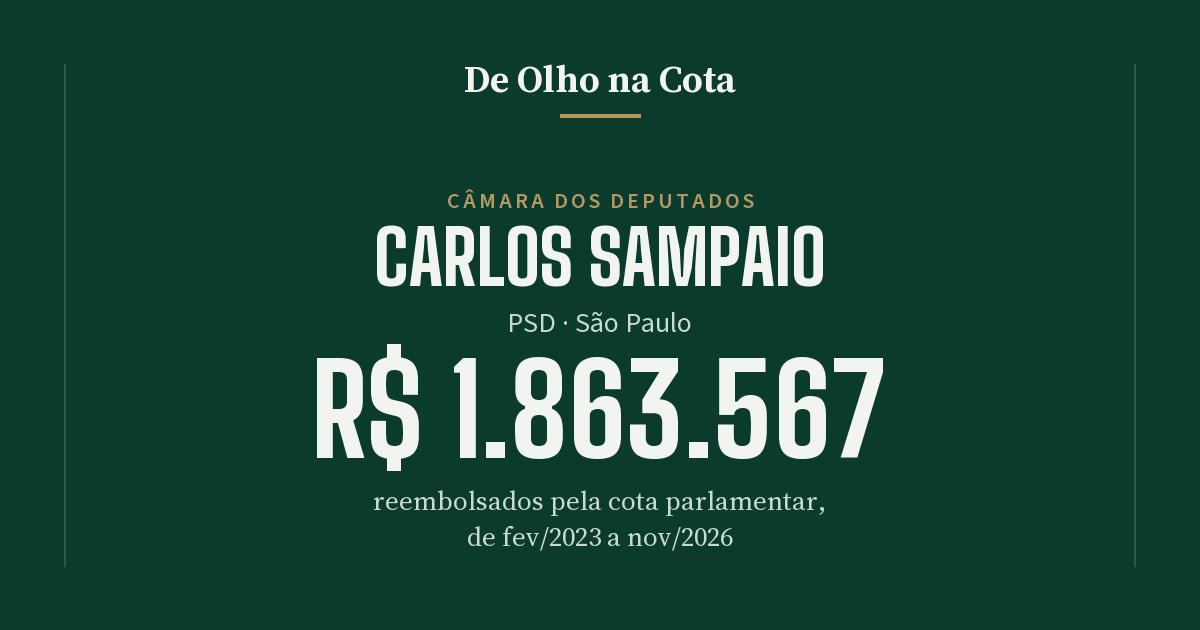 De Olho na Cota
CÂMARA DOS DEPUTADOS
CARLOS SAMPAIO
PSD · São Paulo
R$ 1.863.567
reembolsados pela cota parlamentar,
de fev/2023 a nov/2026